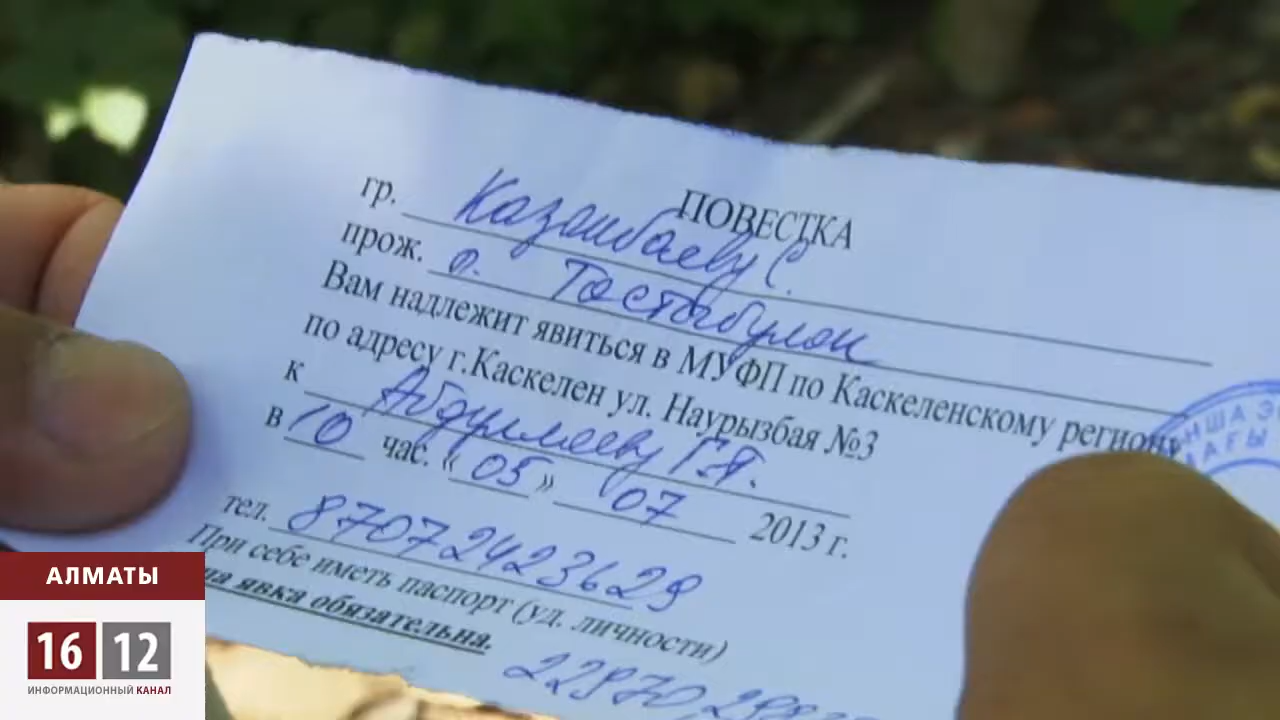 ПОВЕСТКА
гр. Казанбаеву С.
прож. п. Тастыбулак
Вам надлежит явиться в МУФП по Каскеленскому региону
по адресу г.Каскелен ул. Наурызбая №3
к Абдуллаеву Г.П.
в 10 час. « 05 » 07 2013 г.
тел. 87072423629
При себе иметь паспорт (уд. личности)
явка обязательна.
АЛМАТЫ
16 12
ИНФОРМАЦИОННЫЙ КАНАЛ